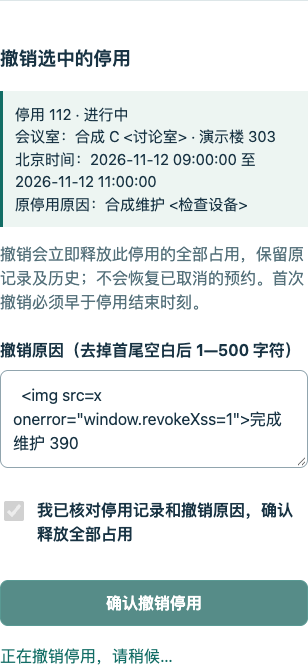 撤销选中的停用
停用 112 · 进行中
会议室：合成 C <讨论室> · 演示楼 303
北京时间：2026-11-12 09:00:00 至
2026-11-12 11:00:00
原停用原因：合成维护 <检查设备>
撤销会立即释放此停用的全部占用，保留原
记录及历史；不会恢复已取消的预约。首次
撤销必须早于停用结束时刻。
撤销原因（去掉首尾空白后 1—500 字符）
<img src=x
onerror="window.revokeXss=1">完成
维护 390
我已核对停用记录和撤销原因，确认
释放全部占用
确认撤销停用
正在撤销停用，请稍候…